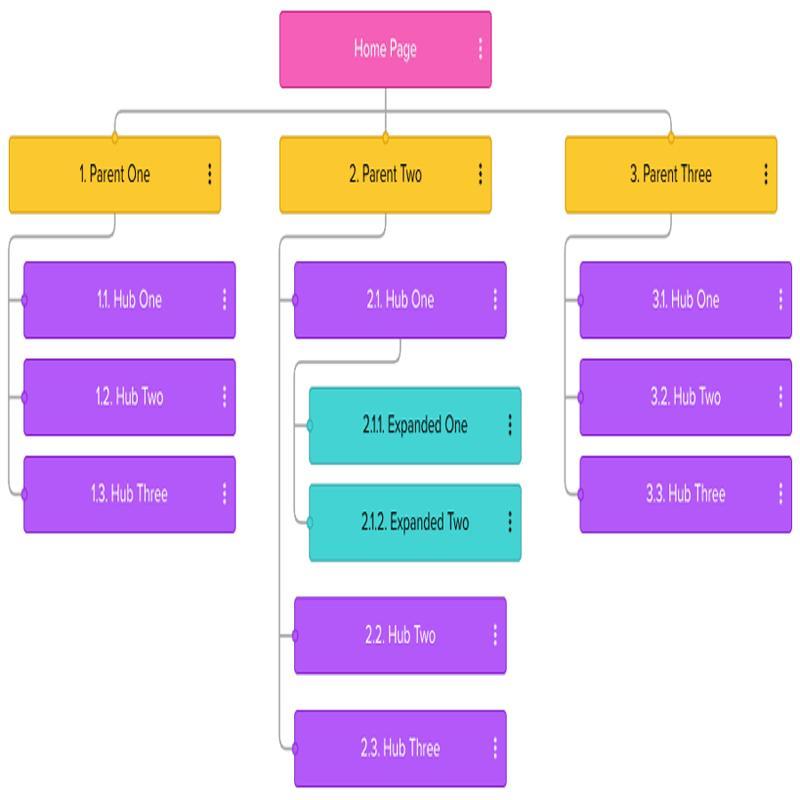 Home Page
1. Parent One
2. Parent Two
3. Parent Three
1.1. Hub One
1.2. Hub Two
1.3. Hub Three
2.1. Hub One
2.1.1. Expanded One
2.1.2. Expanded Two
2.2. Hub Two
2.3. Hub Three
3.1. Hub One
3.2. Hub Two
3.3. Hub Three